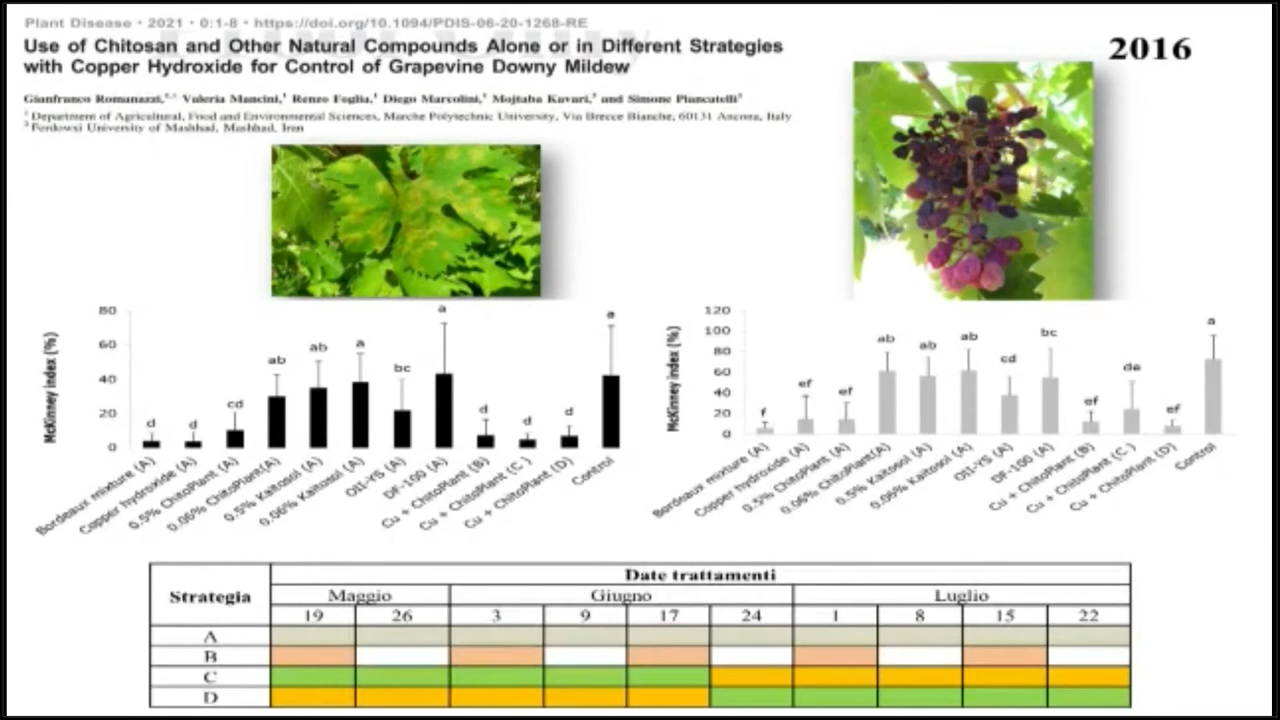 Plant Disease • 2021 • 0:1-8 • https://doi.org/10.1094/PDIS-06-20-1268-RE
Use of Chitosan and Other Natural Compounds Alone or in Different Strategies
with Copper Hydroxide for Control of Grapevine Downy Mildew
2016
Gianfranco Romanazzi, Valeria Mancini,¹ Renzo Foglia,¹ Diego Marcolini,¹ Mojtaba Kavari,² and Simone Piancatelli¹
¹ Department of Agricultural, Food and Environmental Sciences, Marche Polytechnic University, Via Brecce Bianche, 60131 Ancona, Italy
² Ferdowsi University of Mashhad, Mashhad, Iran
McKinney index (%)
80
60
40
20
0
d d cd ab ab a bc a d d d a
Bordeaux mixture (A)
Copper hydroxide (A)
0.5% ChitoPlant (A)
0.06% ChitoPlant(A)
0.5% Kaitosol (A)
0.06% Kaitosol (A)
OII-YS (A)
DF-100 (A)
Cu + ChitoPlant (B)
Cu + ChitoPlant (C )
Cu + ChitoPlant (D)
Control
McKinney index (%)
120
100
80
60
40
20
0
f ef ef ab ab ab cd bc ef de ef a
Bordeaux mixture (A)
Copper hydroxide (A)
0.5% ChitoPlant (A)
0.06% ChitoPlant(A)
0.5% Kaitosol (A)
0.06% Kaitosol (A)
OII-YS (A)
DF-100 (A)
Cu + ChitoPlant (B)
Cu + ChitoPlant (C )
Cu + ChitoPlant (D)
Control
Strategia
Date trattamenti
Maggio Giugno Luglio
19 26 3 9 17 24 1 8 15 22
A
B
C
D